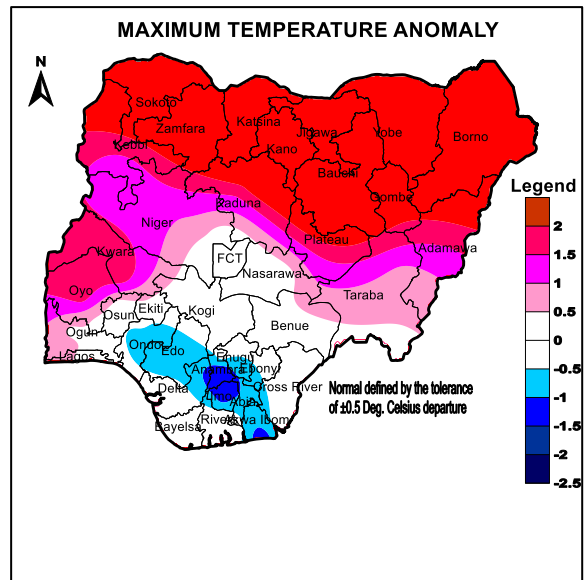 MAXIMUM TEMPERATURE ANOMALY
N
Sokoto
Katsina
Zamfara
Jigawa
Yobe
Borno
Kebbi
Kano
Bauchi
Gombe
Legend
Kaduna
Niger
Plateau
Adamawa
Kwara
FCT
Nasarawa
Oyo
Taraba
Osun
Ekiti
Kogi
Ogun
Benue
Ondo
Edo
Lagos
Enugu
Anambra
Ebonyi
Delta
Imo
Abia
Cross River
Rivers
Akwa Ibom
Bayelsa
2
1.5
1
0.5
0
-0.5
-1
-1.5
-2
-2.5
Normal defined by the tolerance
of ±0.5 Deg. Celsius departure